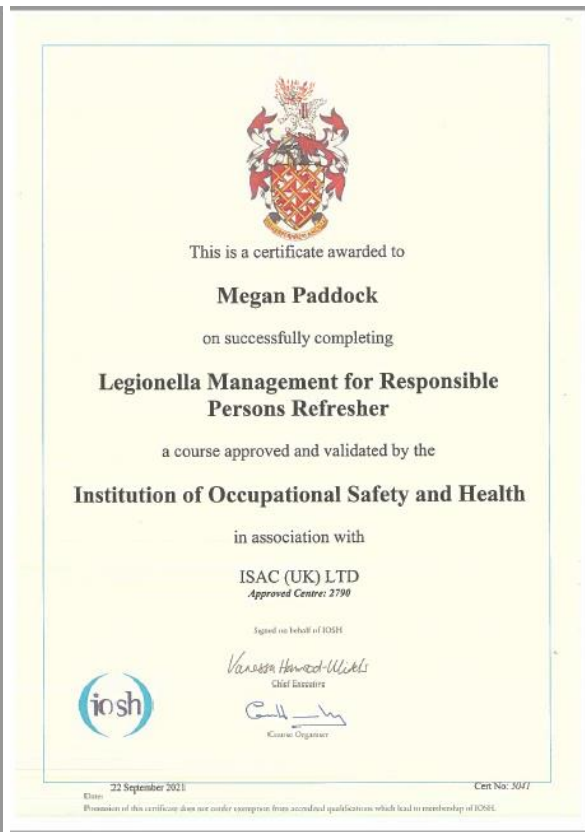 This is a certificate awarded to
Megan Paddock
on successfully completing
Legionella Management for Responsible
Persons Refresher
a course approved and validated by the
Institution of Occupational Safety and Health
in association with
ISAC (UK) LTD
Approved Centre: 2790
Signed on behalf of IOSH
Vanessa
Chief Executive
iosh
Course Organiser
Date: 22 September 2021
Cert No: 5041
Possession of this certificate does not confer exemption from accredited qualifications which lead to membership of IOSH.